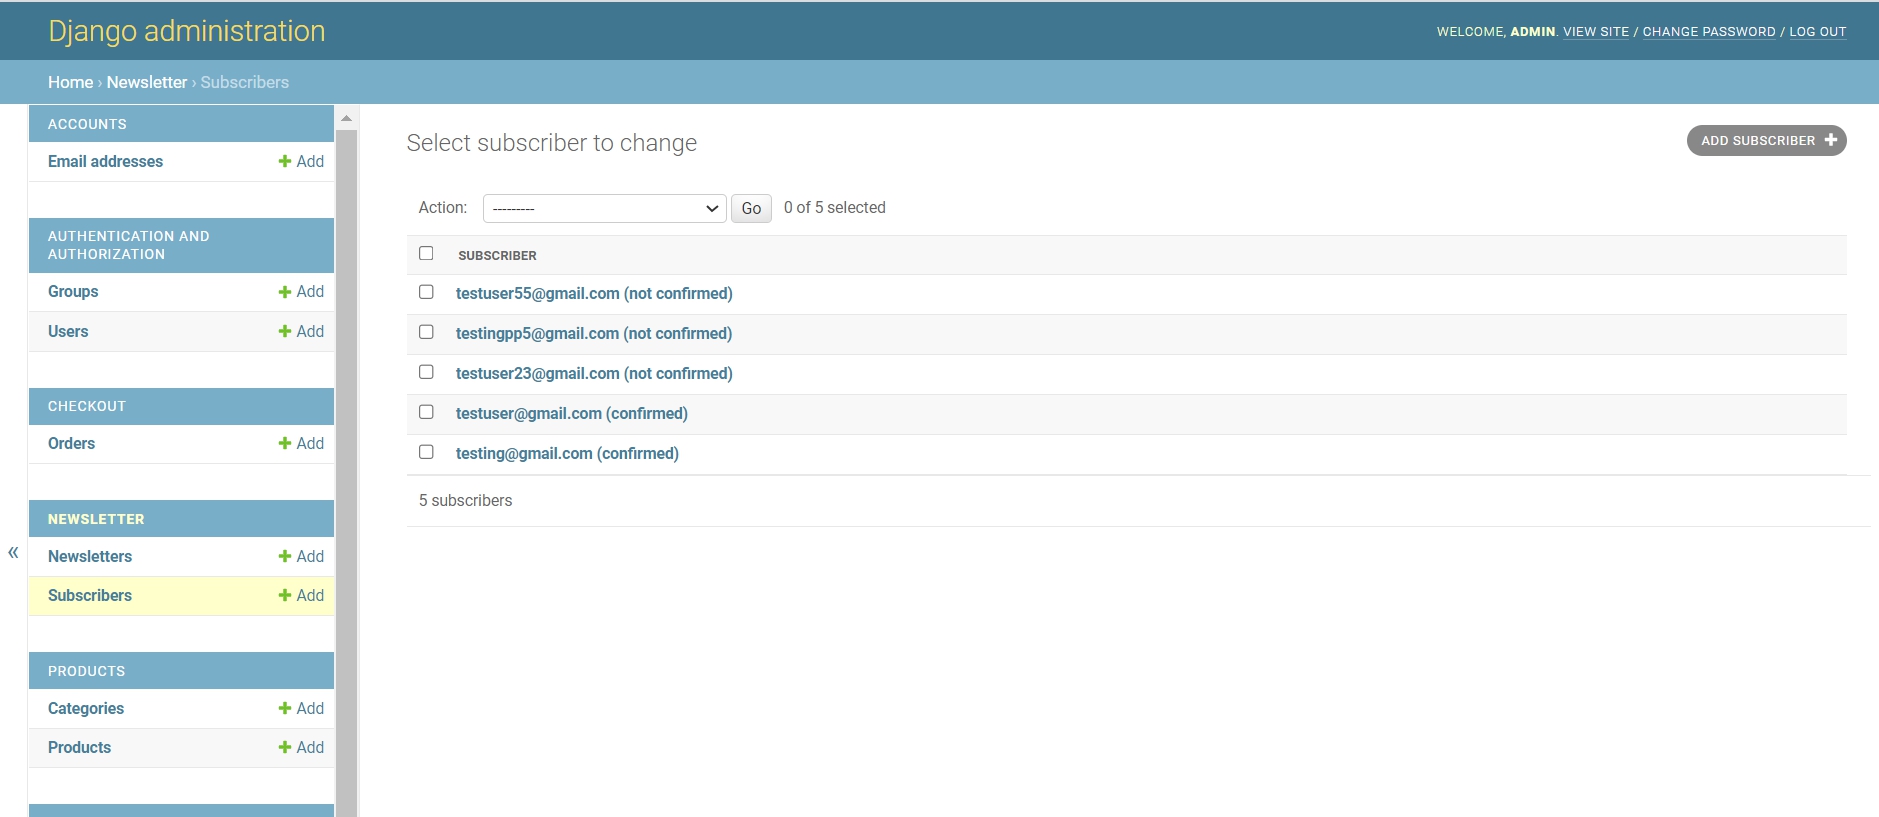 Django administration
WELCOME, ADMIN. VIEW SITE / CHANGE PASSWORD / LOG OUT
Home › Newsletter › Subscribers
ACCOUNTS
Email addresses Add
AUTHENTICATION AND
AUTHORIZATION
Groups Add
Users Add
CHECKOUT
Orders Add
NEWSLETTER
Newsletters Add
Subscribers Add
PRODUCTS
Categories Add
Products Add
«
Select subscriber to change
ADD SUBSCRIBER +
Action: --------- Go 0 of 5 selected
SUBSCRIBER
testuser55@gmail.com (not confirmed)
testingpp5@gmail.com (not confirmed)
testuser23@gmail.com (not confirmed)
testuser@gmail.com (confirmed)
testing@gmail.com (confirmed)
5 subscribers